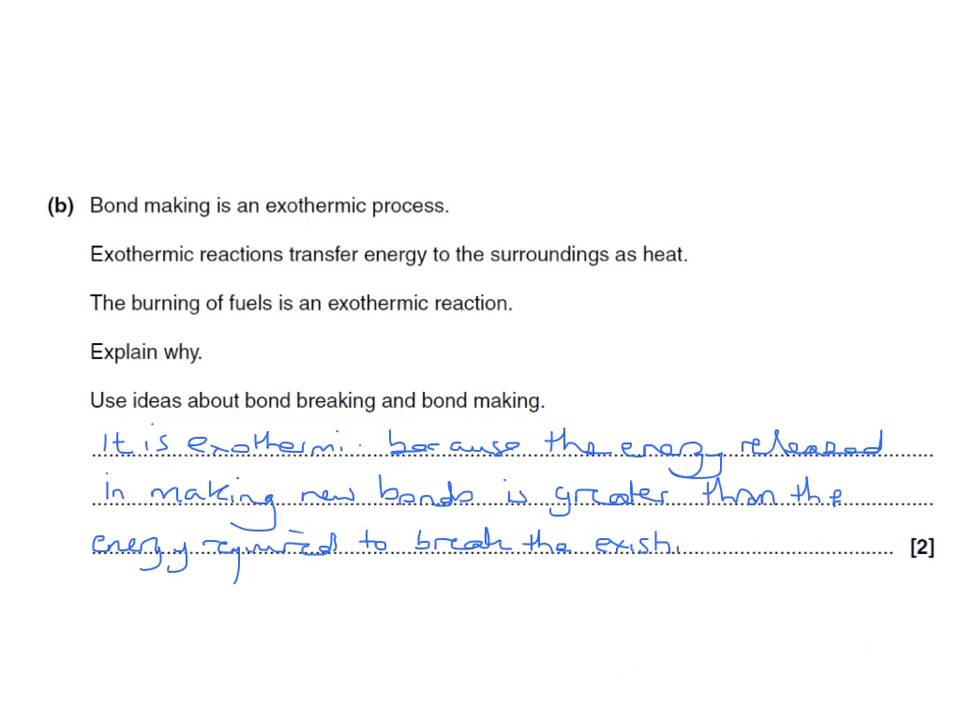 (b) Bond making is an exothermic process.
Exothermic reactions transfer energy to the surroundings as heat.
The burning of fuels is an exothermic reaction.
Explain why.
Use ideas about bond breaking and bond making.
It is exothermi because the energy released
in making new bonds is greater than the
energy required to break the existi [2]